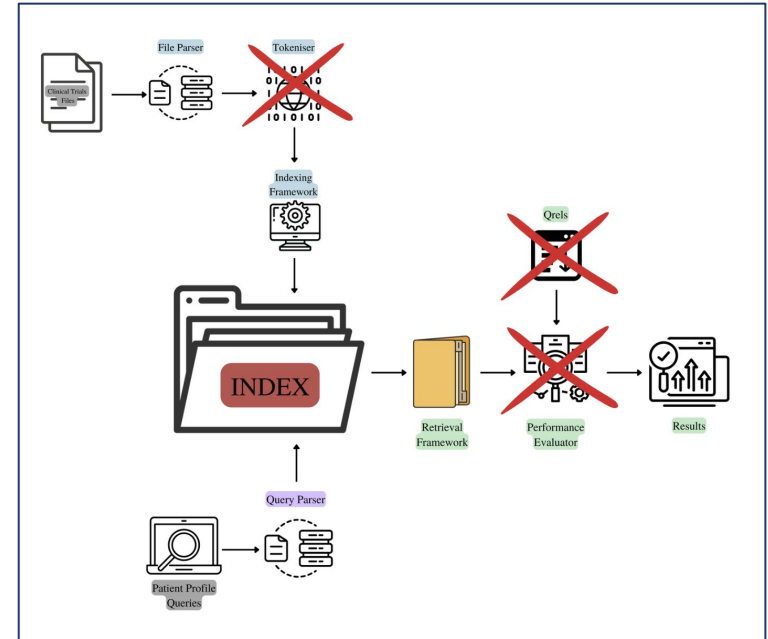 File Parser
Tokeniser
Clinical Trials
Files
Indexing
Framework
Qrels
INDEX
Retrieval
Framework
Performance
Evaluator
Results
Query Parser
Patient Profile
Queries